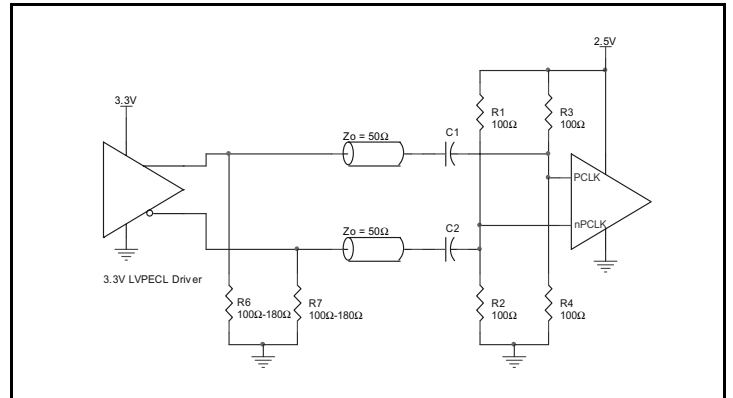 2.5V
3.3V
R1
100Ω
R3
100Ω
Zo = 50Ω
C1
PCLK
nPCLK
Zo = 50Ω
C2
3.3V LVPECL Driver
R6
100Ω-180Ω
R7
100Ω-180Ω
R2
100Ω
R4
100Ω